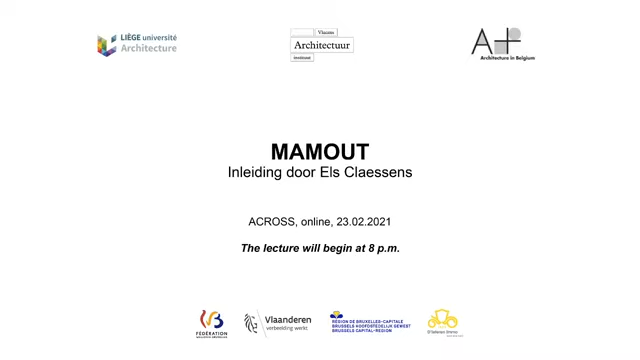 LIÈGE université
Architecture
Vlaams
Architectuur
instituut
A+
Architecture in Belgium
MAMOUT
Inleiding door Els Claessens
ACROSS, online, 23.02.2021
The lecture will begin at 8 p.m.
FÉDÉRATION
WALLONIE-BRUXELLES
Vlaanderen
verbeelding werkt
RÉGION DE BRUXELLES-CAPITALE
BRUSSELS HOOFDSTEDELIJK GEWEST
BRUSSELS CAPITAL-REGION